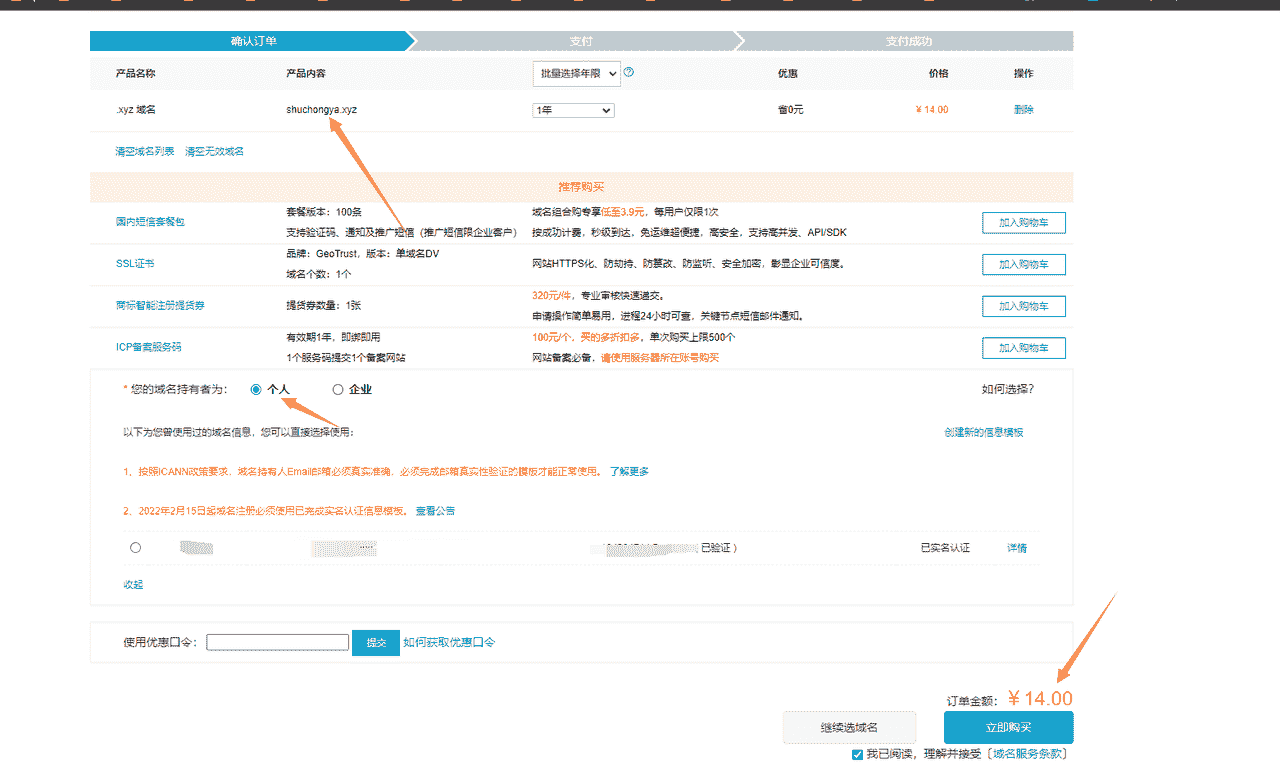 确认订单 支付 支付成功
产品名称 产品内容 批量选择年限 优惠 价格 操作
.xyz 域名 shuchongya.xyz 1年 省0元 ¥ 14.00 删除
清空域名列表 清空无效域名
推荐购买
国内短信套餐包 套餐版本：100条 域名组合购专享低至3.9元，每用户仅限1次 加入购物车
支持验证码、通知及推广短信（推广短信限企业客户） 按成功计费，秒级到达，免运维超便捷，高安全，支持高并发、API/SDK
SSL证书 品牌：GeoTrust，版本：单域名DV 网站HTTPS化、防劫持、防篡改、防监听、安全加密，彰显企业可信度。 加入购物车
域名个数：1个
商标智能注册提货券 提货券数量：1张 320元/件，专业审核快速递交。 加入购物车
申请操作简单易用，进程24小时可查，关键节点短信邮件通知。
ICP备案服务码 有效期1年，即绑即用 100元/个，买的多折扣多，单次购买上限500个 加入购物车
1个服务码提交1个备案网站 网站备案必备，请使用服务器所在账号购买
* 您的域名持有者为： 个人 企业 如何选择?
以下为您曾使用过的域名信息，您可以直接选择使用： 创建新的信息模板
1、按照ICANN政策要求，域名持有人Email邮箱必须真实准确，必须完成邮箱真实性验证的模板才能正常使用。 了解更多
2、2022年2月15日起域名注册必须使用已完成实名认证信息模板。 查看公告
已验证 ） 已实名认证 详情
收起
使用优惠口令： 提交 如何获取优惠口令
订单金额： ¥ 14.00
继续选域名 立即购买
我已阅读，理解并接受〔域名服务条款〕